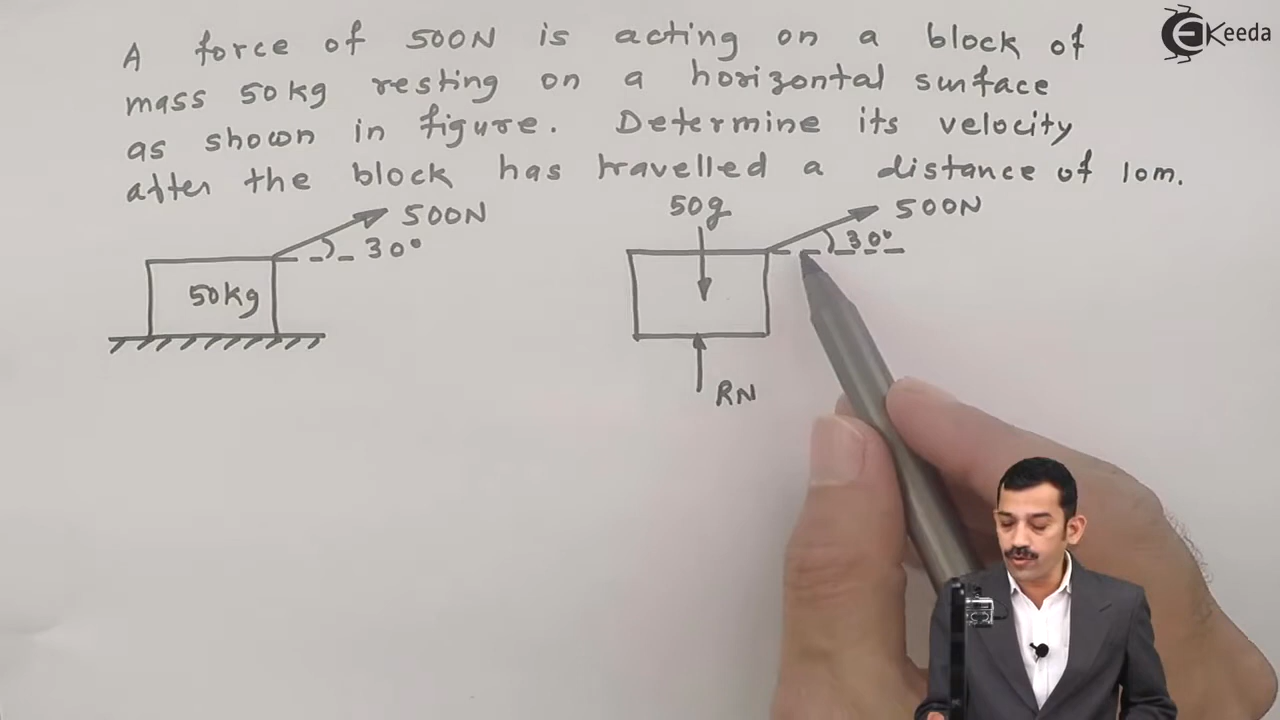 A force of 500N is acting on a block of
mass 50kg resting on a horizontal surface
as shown in figure. Determine its velocity
after the block has travelled a distance of 10m.
500N
30°
50kg
50g
500N
30°
RN
EKeeda